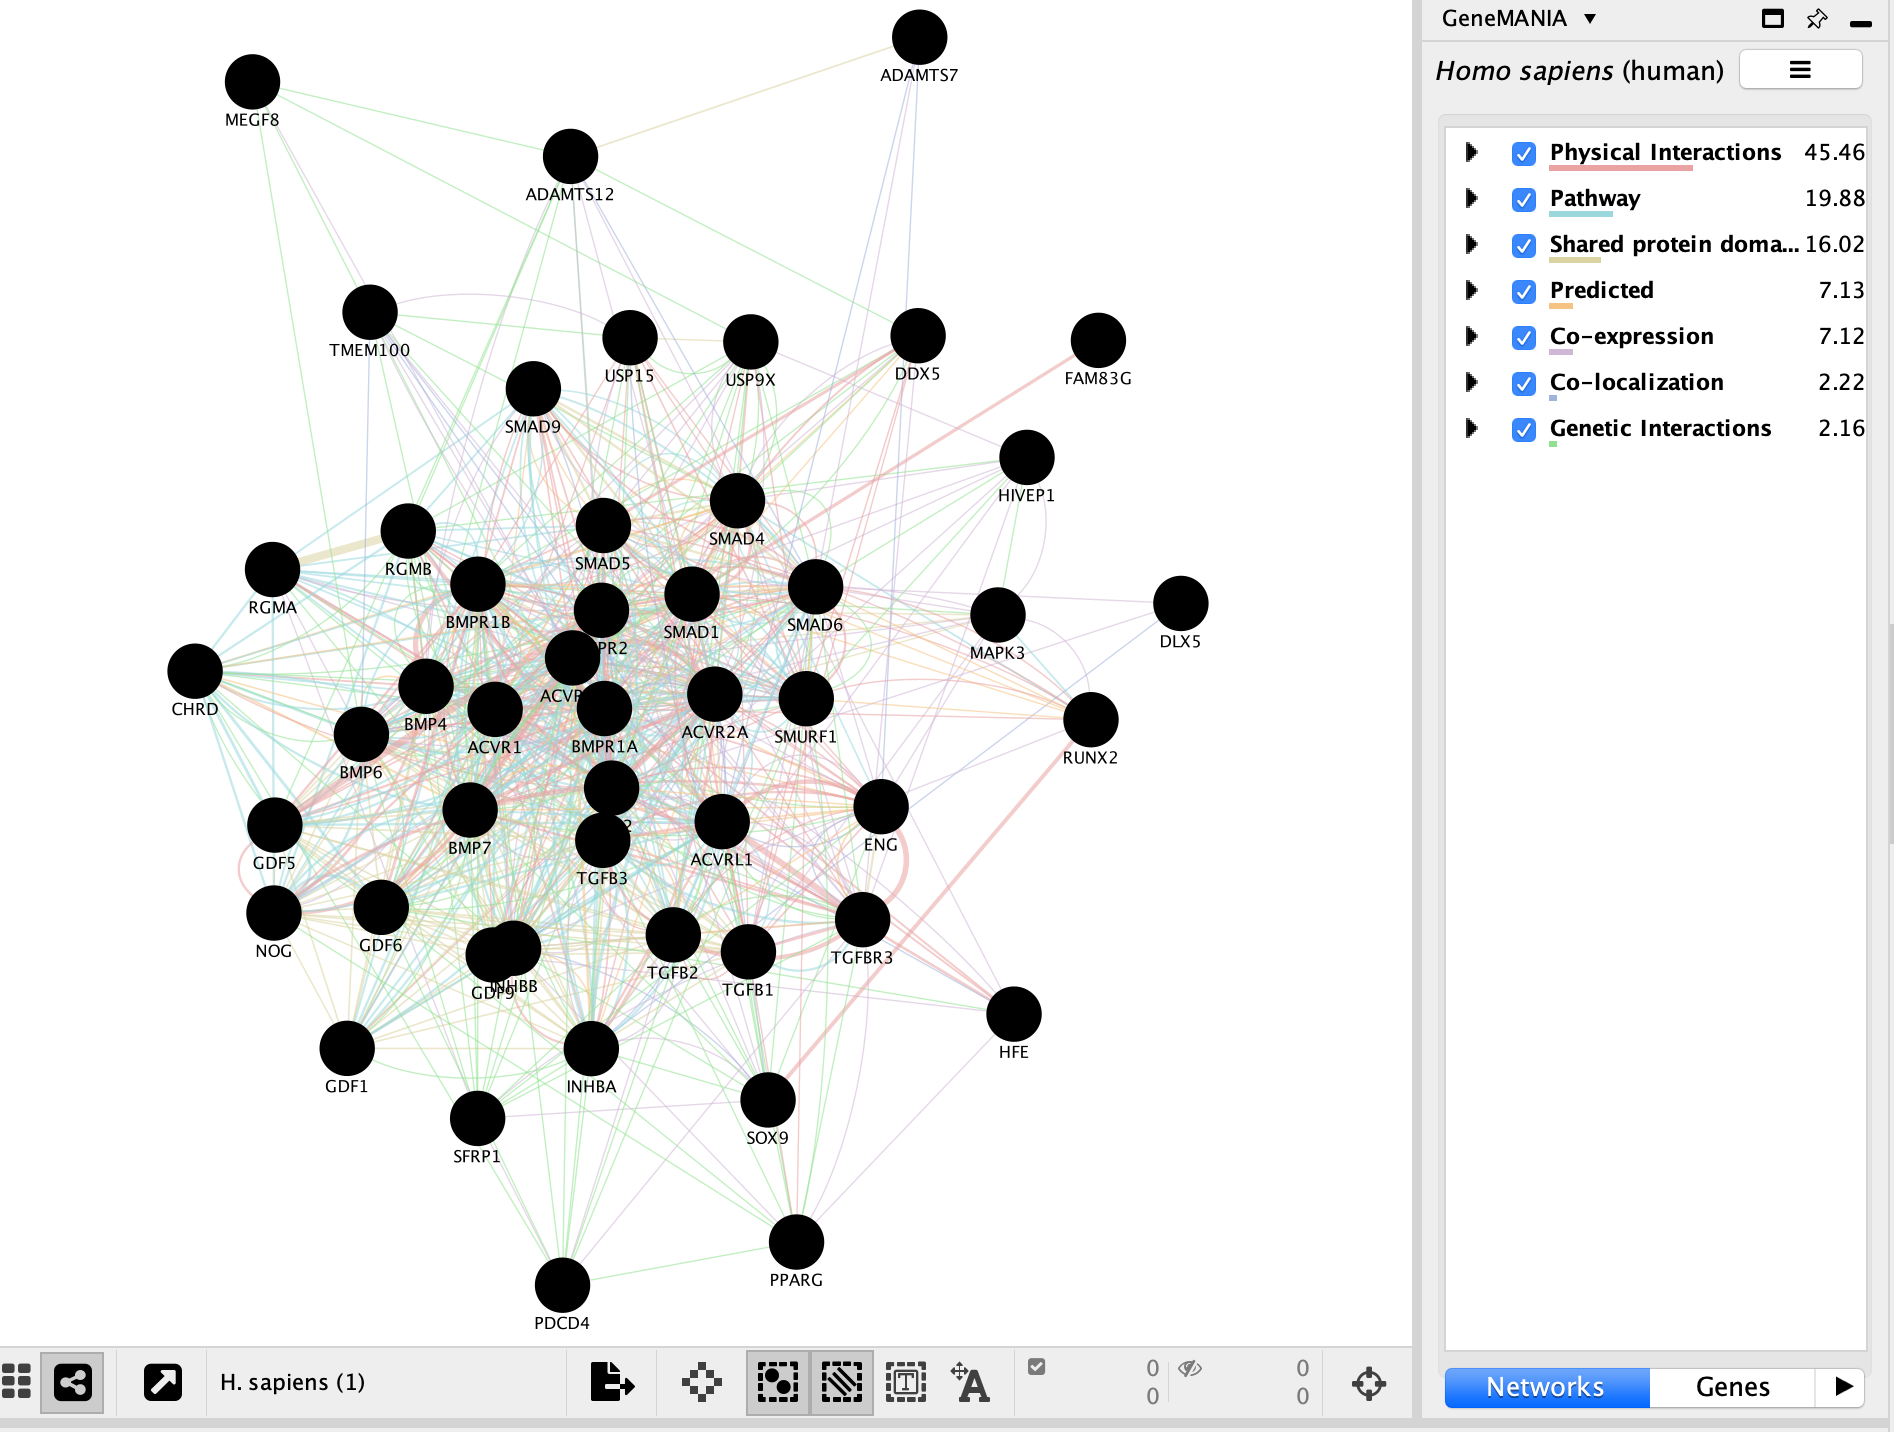 GeneMANIA ▼
Homo sapiens (human)
Physical Interactions 45.46
Pathway 19.88
Shared protein doma... 16.02
Predicted 7.13
Co-expression 7.12
Co-localization 2.22
Genetic Interactions 2.16
ADAMTS7
MEGF8
ADAMTS12
TMEM100
USP15
USP9X
DDX5
FAM83G
SMAD9
HIVEP1
SMAD4
SMAD5
RGMB
RGMA
BMPR1B
SMAD1
SMAD6
PR2
MAPK3
DLX5
ACVR
CHRD
BMP4
ACVR1
BMPR1A
ACVR2A
SMURF1
RUNX2
BMP6
2
GDF5
BMP7
TGFB3
ACVRL1
ENG
NOG
GDF6
GDF9
INHBB
TGFB2
TGFB1
TGFBR3
HFE
GDF1
INHBA
SFRP1
SOX9
PPARG
PDCD4
H. sapiens (1)
T
A
0 0
0 0
Networks Genes